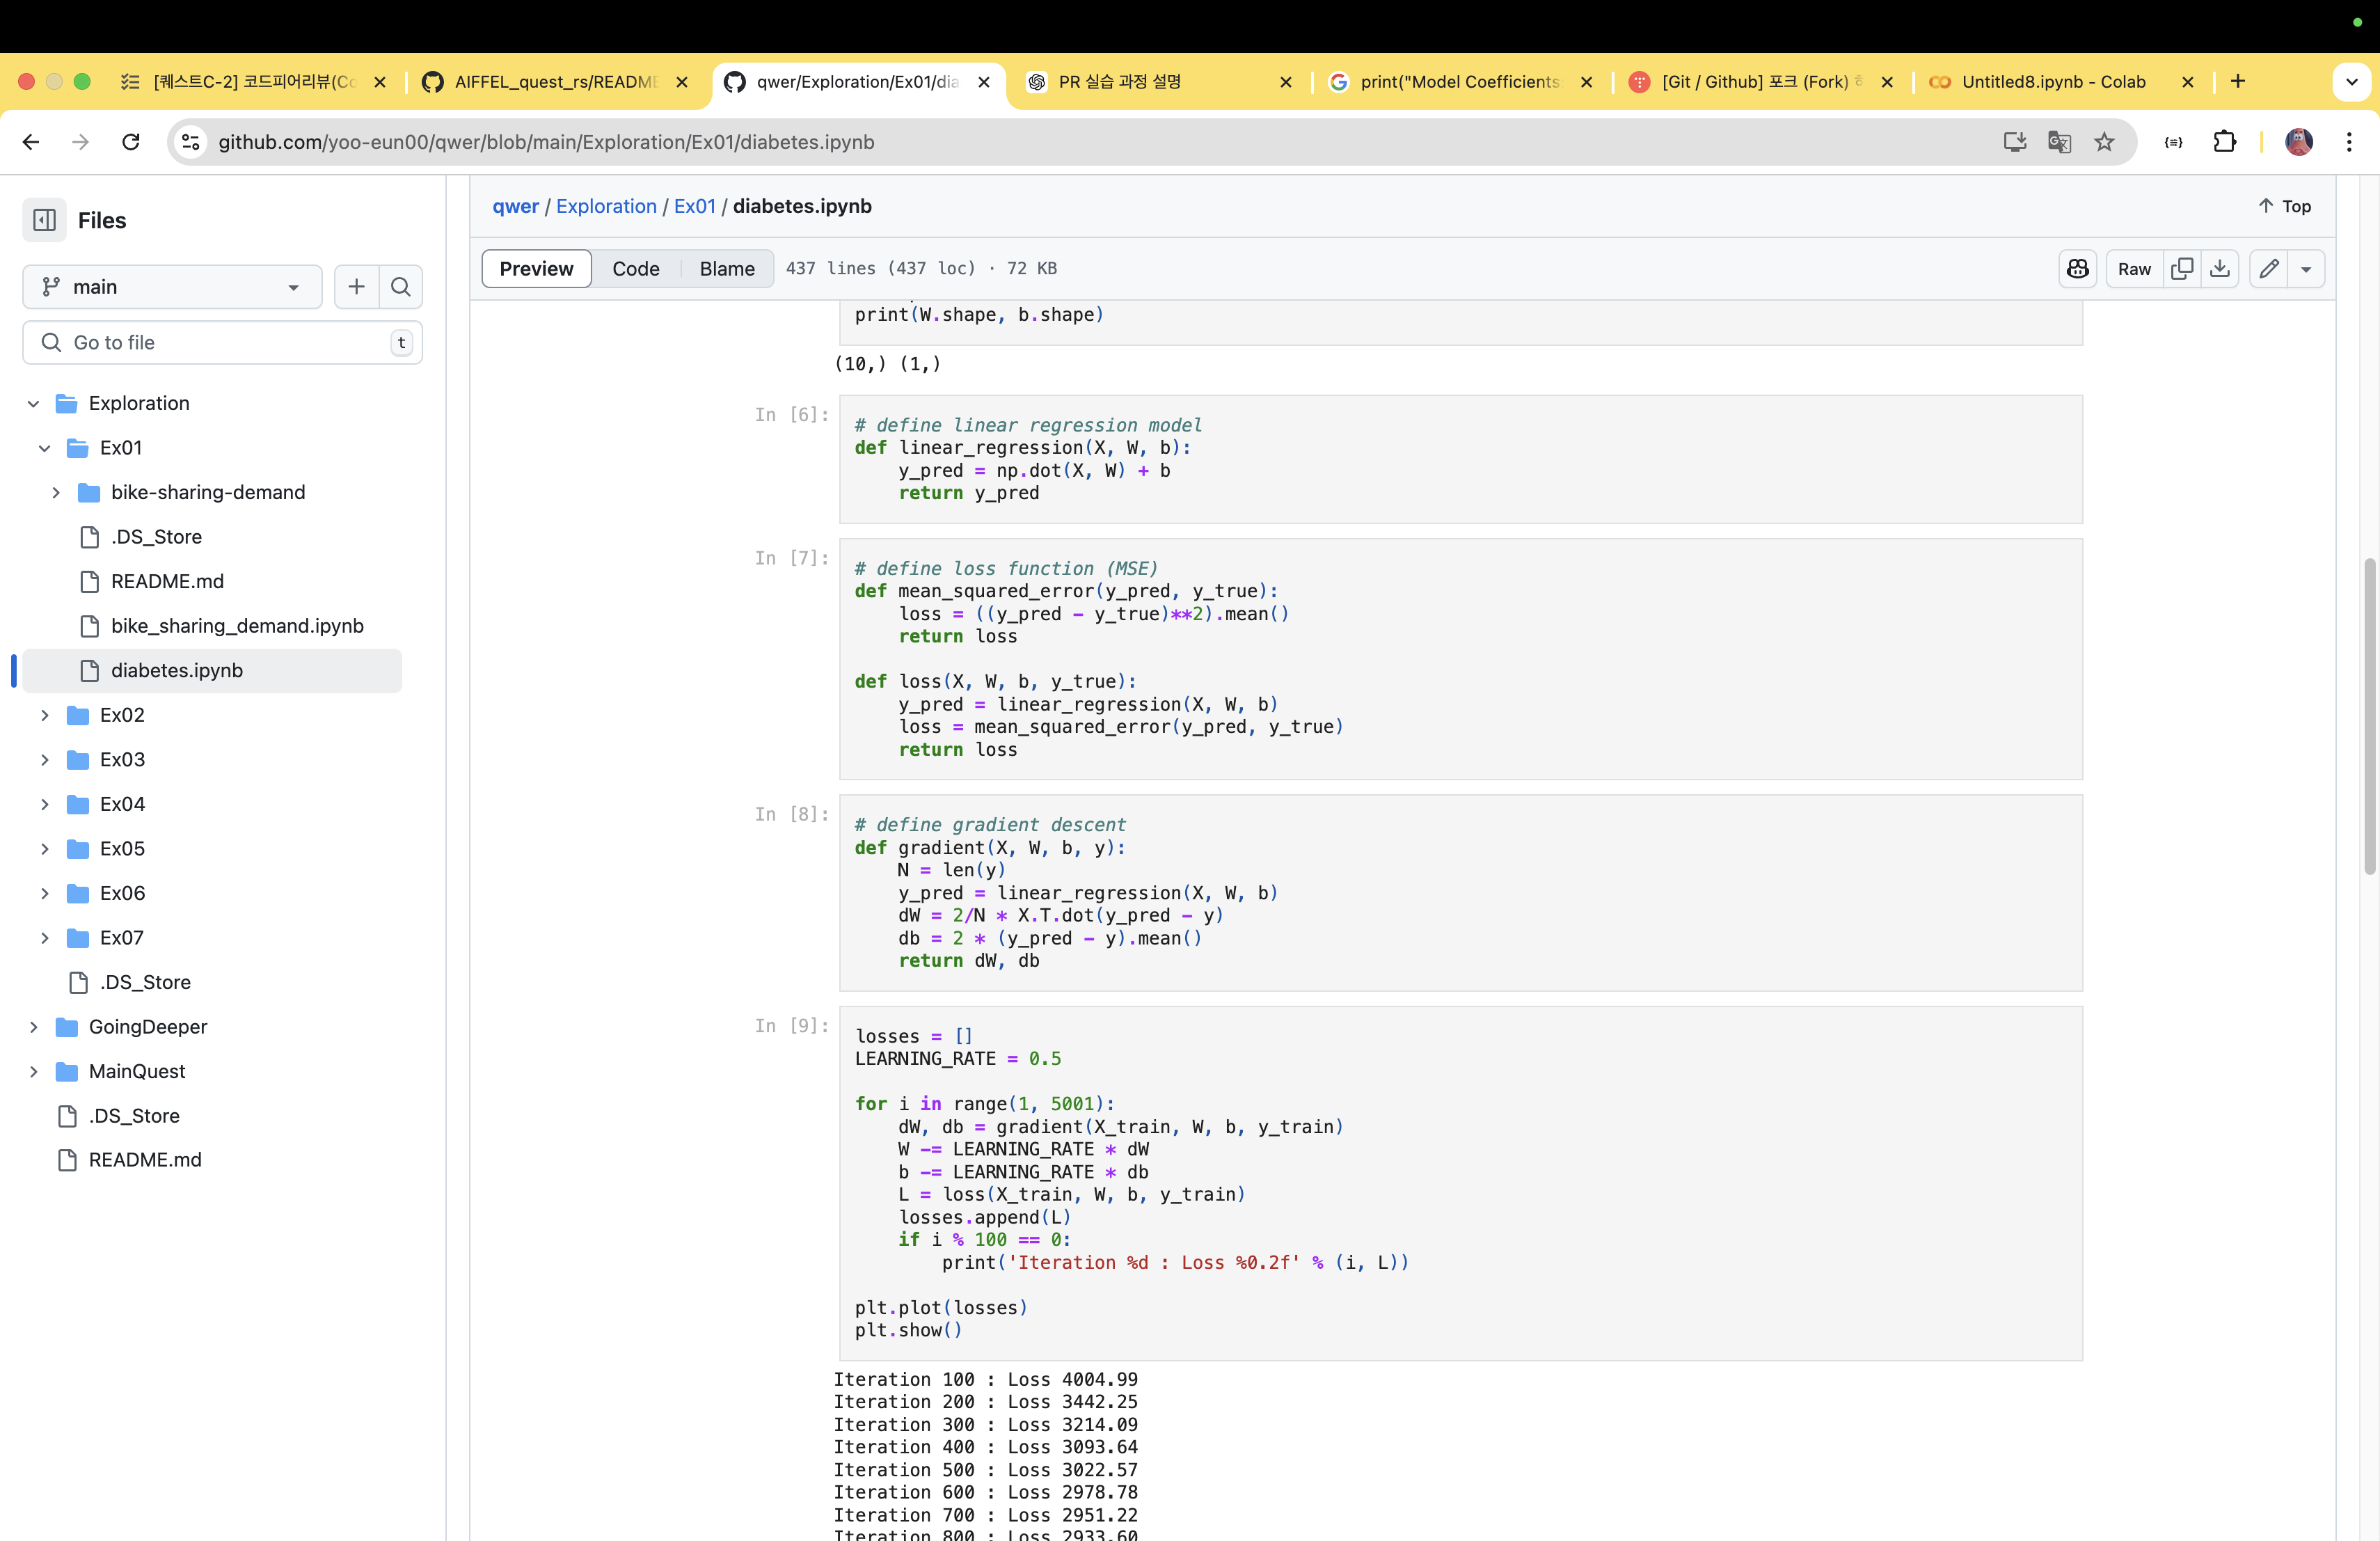 [퀘스트C-2] 코드피어리뷰(Co
AIFFEL_quest_rs/README
qwer/Exploration/Ex01/dia
PR 실습 과정 설명
print("Model Coefficients
[Git / Github] 포크 (Fork) 하
Untitled8.ipynb - Colab
github.com/yoo-eun00/qwer/blob/main/Exploration/Ex01/diabetes.ipynb
Files
main
Go to file
t
Exploration
Ex01
bike-sharing-demand
.DS_Store
README.md
bike_sharing_demand.ipynb
diabetes.ipynb
Ex02
Ex03
Ex04
Ex05
Ex06
Ex07
.DS_Store
GoingDeeper
MainQuest
.DS_Store
README.md
qwer / Exploration / Ex01 / diabetes.ipynb
Top
Preview Code Blame 437 lines (437 loc) · 72 KB
Raw
print(W.shape, b.shape)
(10,) (1,)
In [6]:
# define linear regression model
def linear_regression(X, W, b):
    y_pred = np.dot(X, W) + b
    return y_pred
In [7]:
# define loss function (MSE)
def mean_squared_error(y_pred, y_true):
    loss = ((y_pred - y_true)**2).mean()
    return loss
def loss(X, W, b, y_true):
    y_pred = linear_regression(X, W, b)
    loss = mean_squared_error(y_pred, y_true)
    return loss
In [8]:
# define gradient descent
def gradient(X, W, b, y):
    N = len(y)
    y_pred = linear_regression(X, W, b)
    dW = 2/N * X.T.dot(y_pred - y)
    db = 2 * (y_pred - y).mean()
    return dW, db
In [9]:
losses = []
LEARNING_RATE = 0.5
for i in range(1, 5001):
    dW, db = gradient(X_train, W, b, y_train)
    W -= LEARNING_RATE * dW
    b -= LEARNING_RATE * db
    L = loss(X_train, W, b, y_train)
    losses.append(L)
    if i % 100 == 0:
        print('Iteration %d : Loss %0.2f' % (i, L))
plt.plot(losses)
plt.show()
Iteration 100 : Loss 4004.99
Iteration 200 : Loss 3442.25
Iteration 300 : Loss 3214.09
Iteration 400 : Loss 3093.64
Iteration 500 : Loss 3022.57
Iteration 600 : Loss 2978.78
Iteration 700 : Loss 2951.22
Iteration 800 : Loss 2933.60